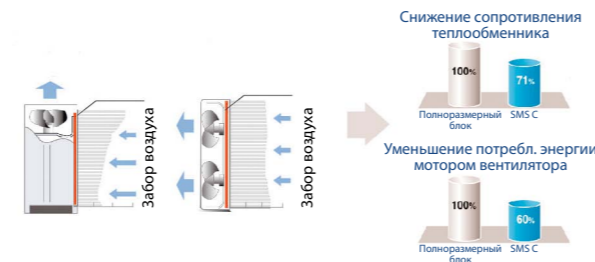 Забор воздуха
Забор воздуха
Снижение сопротивления
теплообменника
100%
71%
Полноразмерный
блок
SMS C
Уменьшение потребл. энергии
мотором вентилятора
100%
60%
Полноразмерный
блок
SMS C